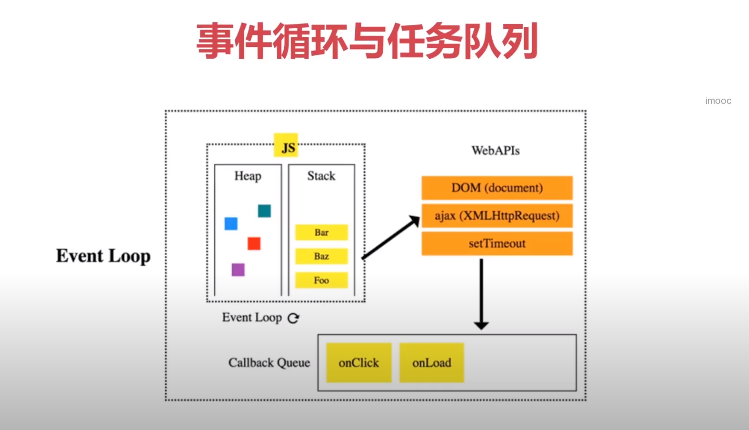 事件循环与任务队列
imooc
JS
WebAPIs
Heap
Stack
DOM (document)
ajax (XMLHttpRequest)
setTimeout
Bar
Baz
Foo
Event Loop
Event Loop
Callback Queue
onClick
onLoad